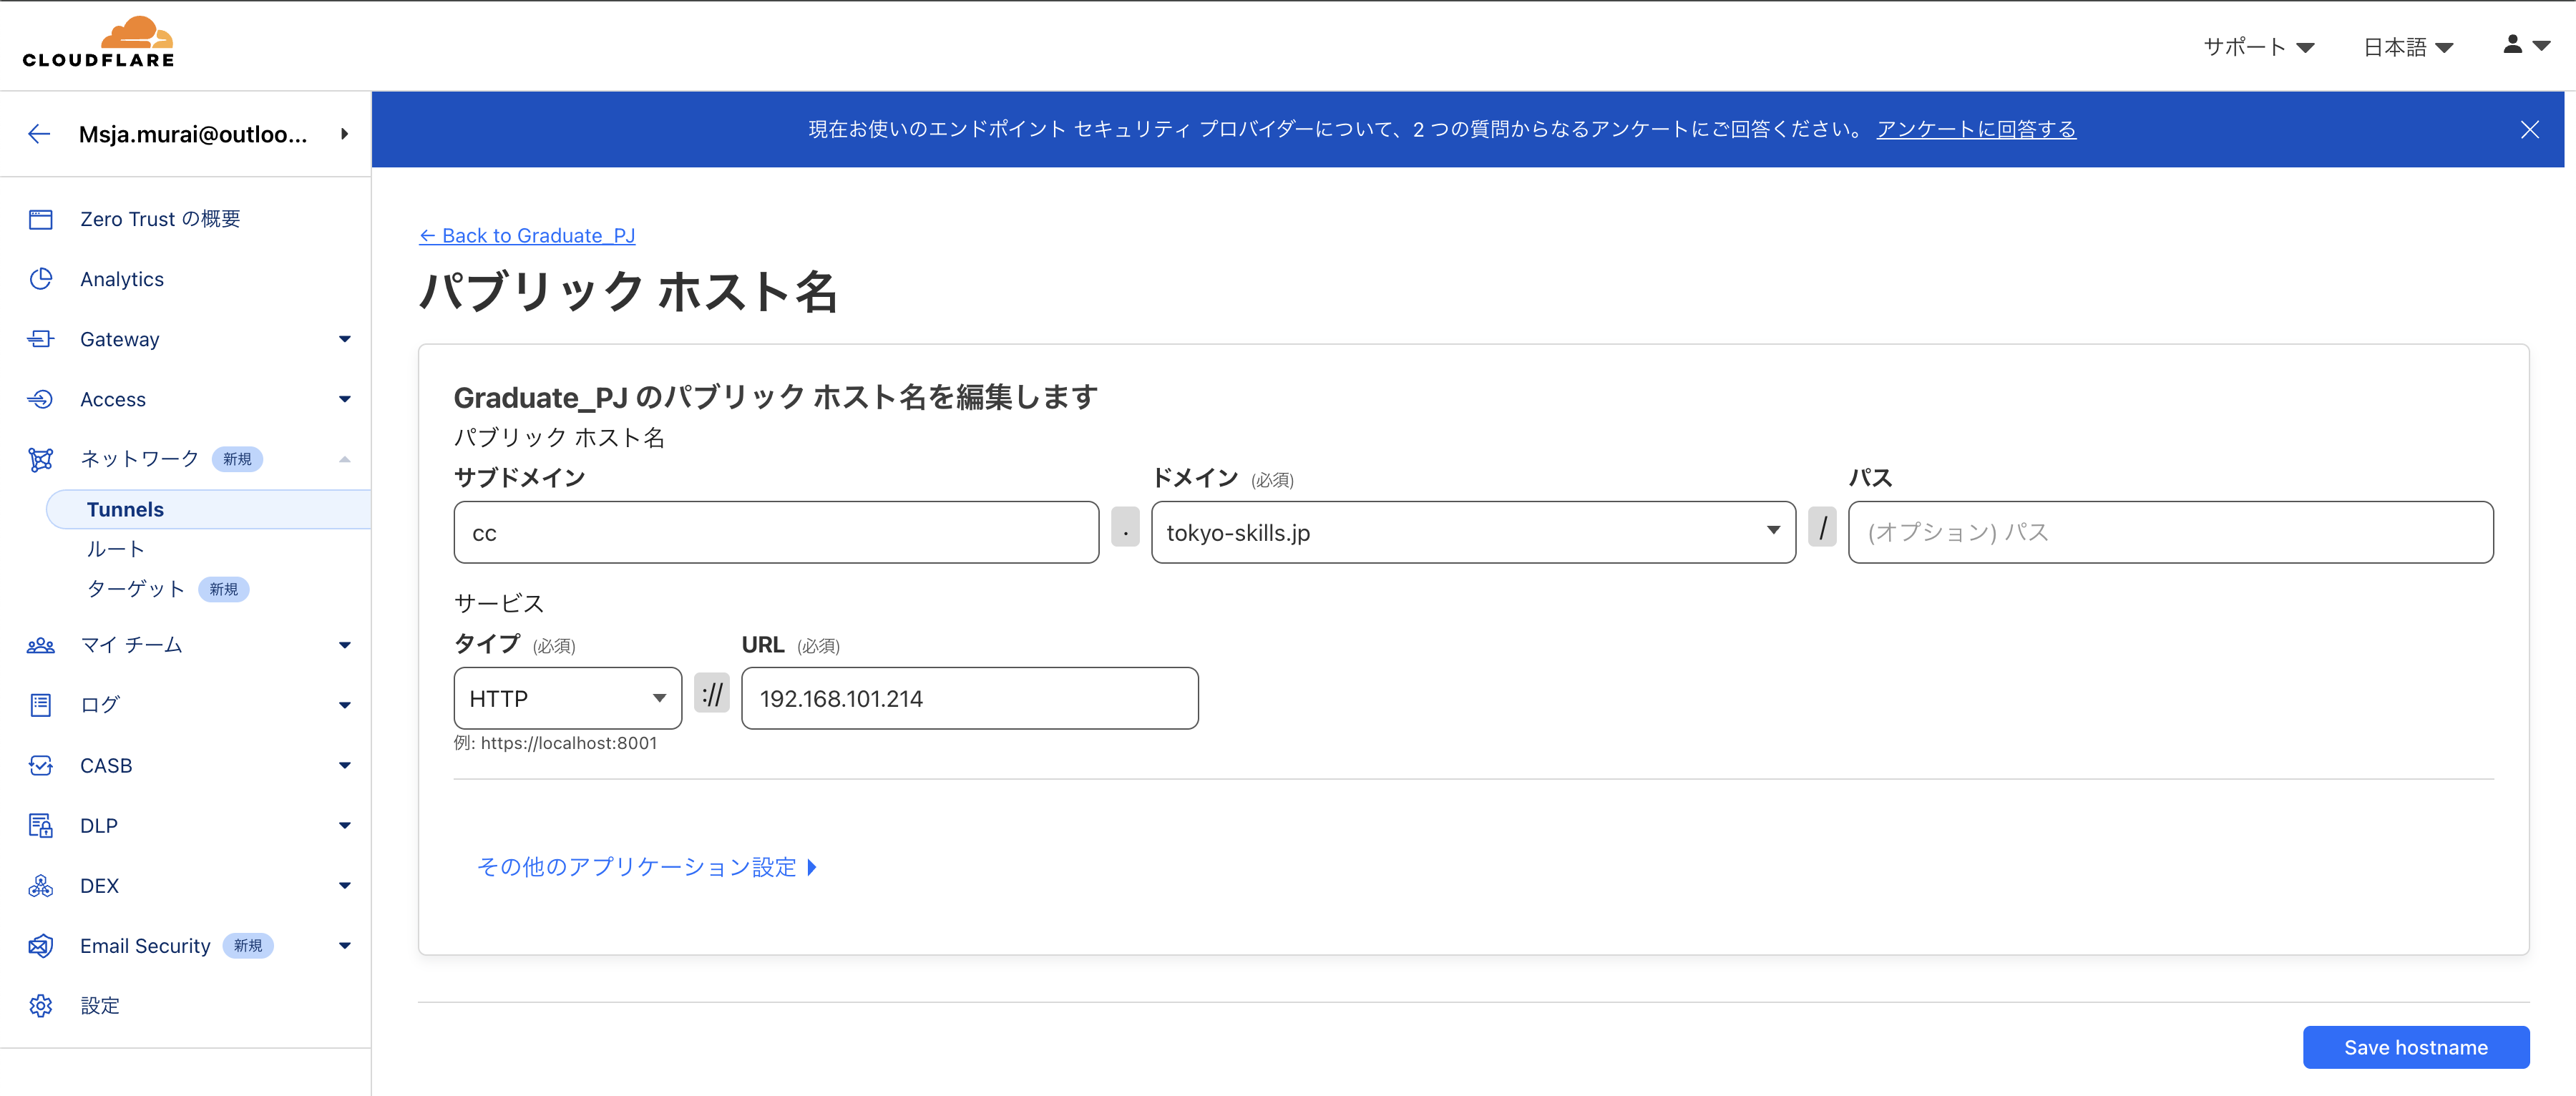 CLOUDFLARE
サポート
日本語
Msja.murai@outloo...
現在お使いのエンドポイント セキュリティ プロバイダーについて、2 つの質問からなるアンケートにご回答ください。 アンケートに回答する
Zero Trust の概要
Analytics
Gateway
Access
ネットワーク 新規
Tunnels
ルート
ターゲット 新規
マイ チーム
ログ
CASB
DLP
DEX
Email Security 新規
設定
← Back to Graduate_PJ
パブリック ホスト名
Graduate_PJ のパブリック ホスト名を編集します
パブリック ホスト名
サブドメイン ドメイン (必須) パス
cc . tokyo-skills.jp / (オプション) パス
サービス
タイプ (必須) URL (必須)
HTTP :// 192.168.101.214
例: https://localhost:8001
その他のアプリケーション設定
Save hostname